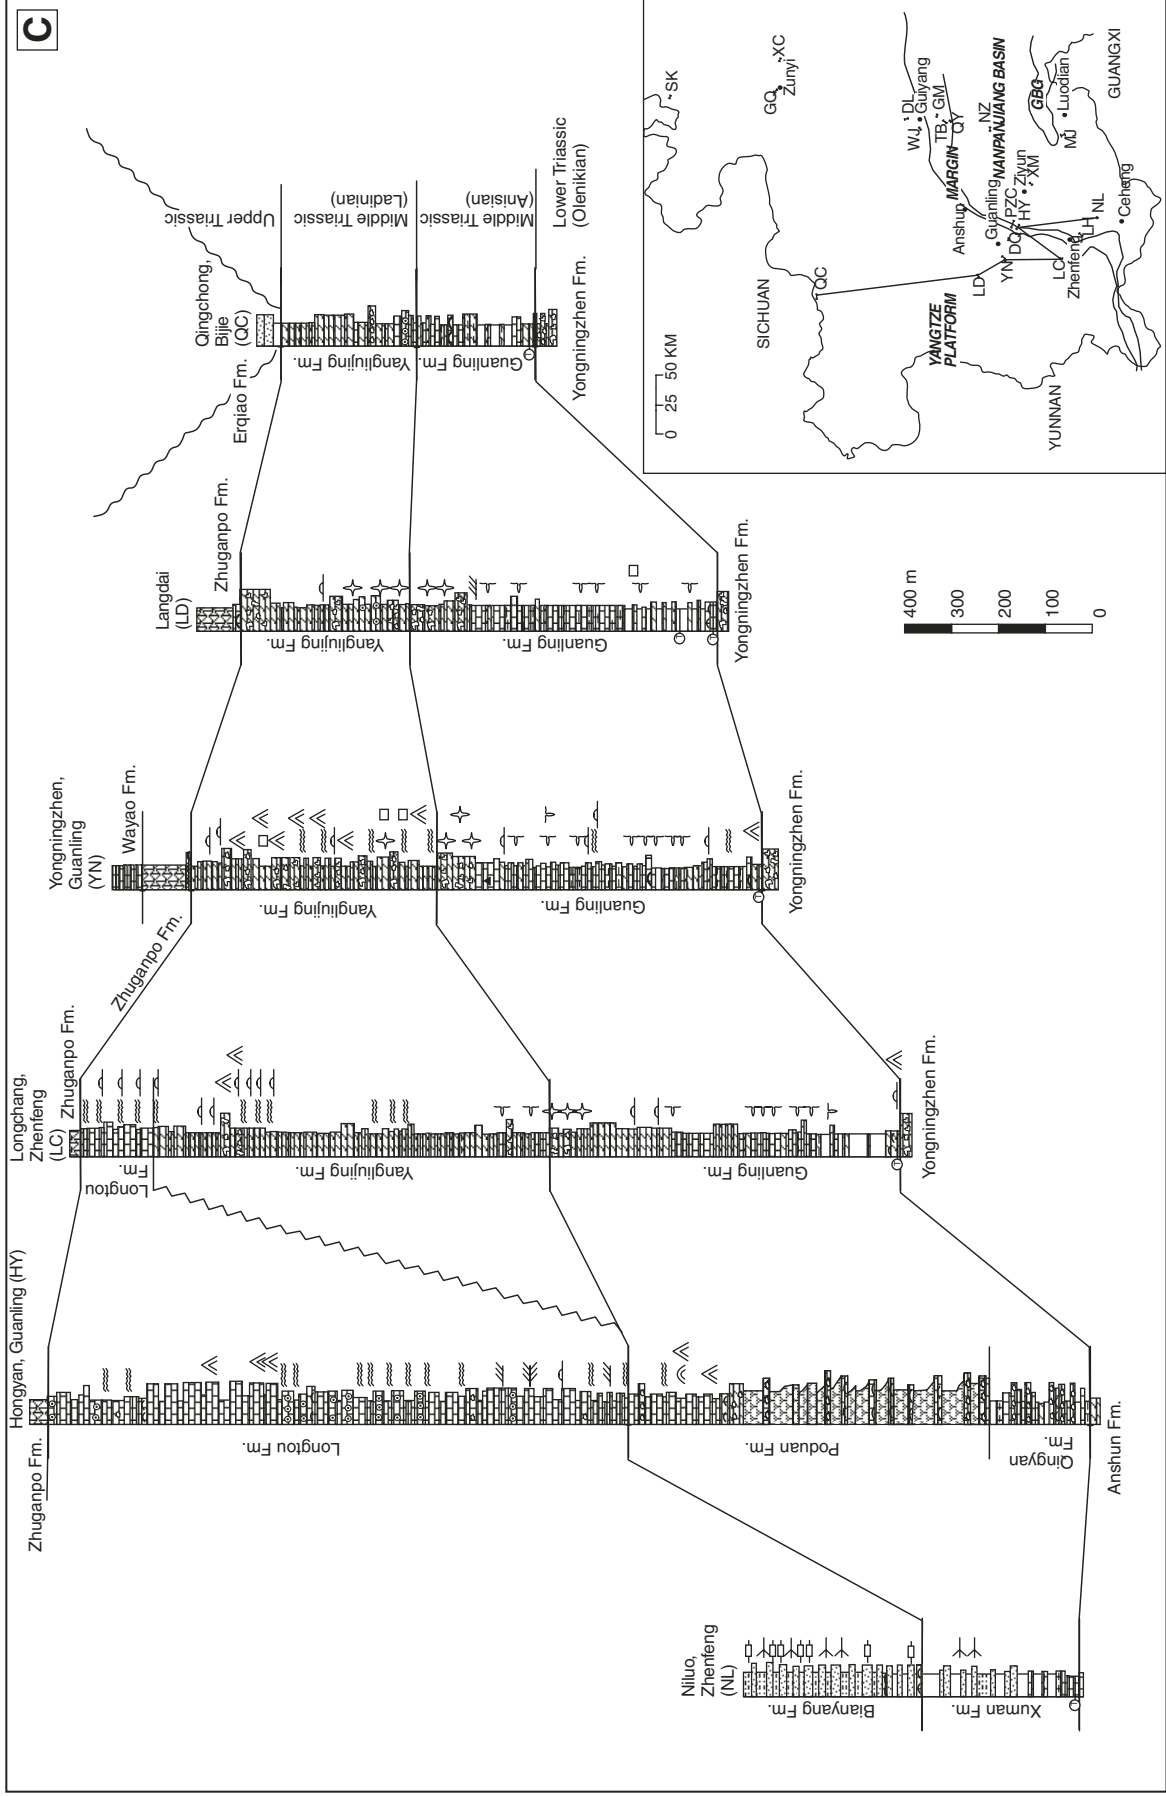 C
Hongyan, Guanling (HY)
Zhuganpo Fm.
Longtou Fm.
Poduan Fm.
Qingyan
Fm.
Anshun Fm.
Niluo,
Zhenfeng
(NL)
Bianyang Fm.
Xuman Fm.
Longchang,
Zhenfeng
(LC)
Zhuganpo Fm.
Longtou
Fm.
Yangliujing Fm.
Guanling Fm.
Yongningzhen Fm.
Yongningzhen,
Guanling
(YN)
Wayao Fm.
Zhuganpo Fm.
Yangliujing Fm.
Guanling Fm.
Yongningzhen Fm.
Langdai
(LD)
Zhuganpo Fm.
Yangliujing Fm.
Guanling Fm.
Yongningzhen Fm.
Qingchong,
Bijie
(QC)
Erqiao Fm.
Yangliujing Fm.
Guanling Fm.
Yongningzhen Fm.
Upper Triassic
Middle Triassic
(Ladinian)
Middle Triassic
(Anisian)
Lower Triassic
(Olenikian)
400 m
300
200
100
0
0 25 50 KM
SICHUAN
YUNNAN
GUANGXI
YANGTZE
PLATFORM
MARGIN
NANPANJIANG BASIN
GBG
SK
GQ
XC
Zunyi
QC
WJ
DL
Guiyang
TB
GM
QY
NZ
Anshun
Guanling
PZC
DQ
HY
Ziyun
XM
MJ
Luodian
LD
YN
LC
Zhenfeng
LH
NL
Ceheng